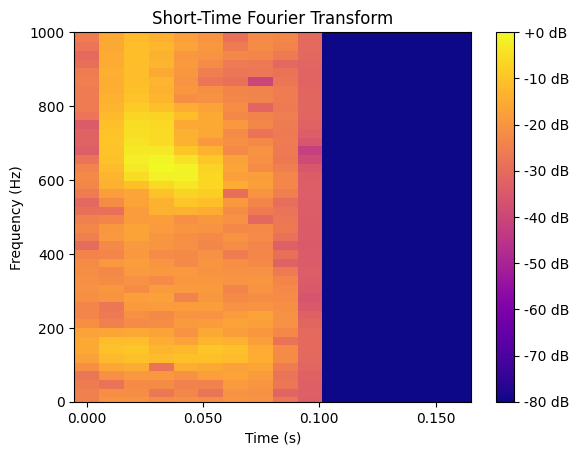 Short-Time Fourier Transform
1000
800
600
400
200
0
Frequency (Hz)
0.000
0.050
0.100
0.150
Time (s)
+0 dB
-10 dB
-20 dB
-30 dB
-40 dB
-50 dB
-60 dB
-70 dB
-80 dB